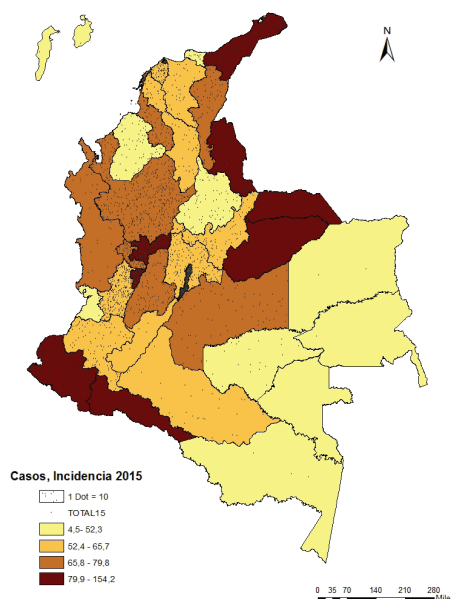 N
Casos, Incidencia 2015
1 Dot = 10
TOTAL15
4,5- 52,3
52,4 - 65,7
65,8 - 79,8
79,9 - 154,2
0 35 70 140 210 280
Mile